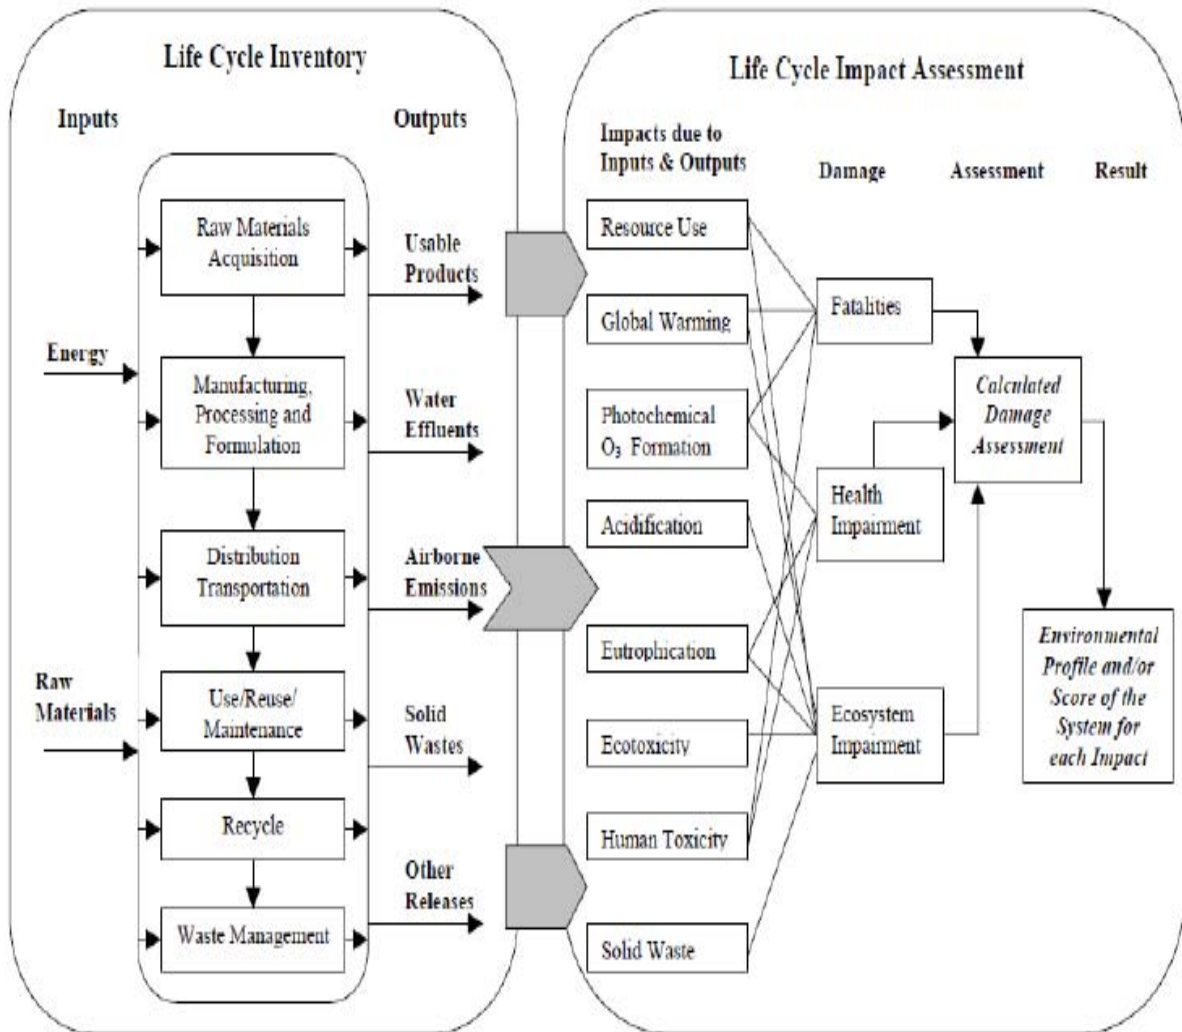 Life Cycle Inventory
Inputs
Outputs
Raw Materials
Acquisition
Manufacturing,
Processing and
Formulation
Distribution
Transportation
Use/Reuse/
Maintenance
Recycle
Waste Management
Energy
Raw
Materials
Usable
Products
Water
Effluents
Airborne
Emissions
Solid
Wastes
Other
Releases
Life Cycle Impact Assessment
Impacts due to
Inputs & Outputs
Damage
Assessment
Result
Resource Use
Global Warming
Photochemical
O₃ Formation
Acidification
Eutrophication
Ecotoxicity
Human Toxicity
Solid Waste
Fatalities
Health
Impairment
Ecosystem
Impairment
Calculated
Damage
Assessment
Environmental
Profile and/or
Score of the
System for
each Impact